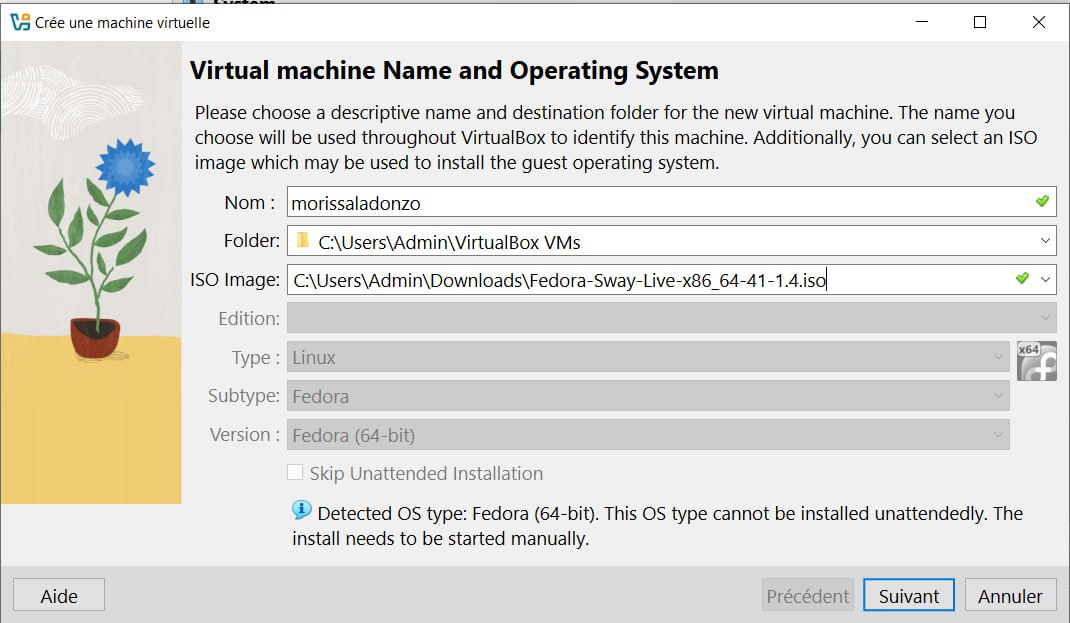 System
Crée une machine virtuelle
Virtual machine Name and Operating System
Please choose a descriptive name and destination folder for the new virtual machine. The name you
choose will be used throughout VirtualBox to identify this machine. Additionally, you can select an ISO
image which may be used to install the guest operating system.
Nom : morissaladonzo
Folder: C:\Users\Admin\VirtualBox VMs
ISO Image: C:\Users\Admin\Downloads\Fedora-Sway-Live-x86_64-41-1.4.iso
Edition:
Type : Linux x64
Subtype: Fedora
Version : Fedora (64-bit)
Skip Unattended Installation
Detected OS type: Fedora (64-bit). This OS type cannot be installed unattendedly. The
install needs to be started manually.
Aide Précédent Suivant Annuler